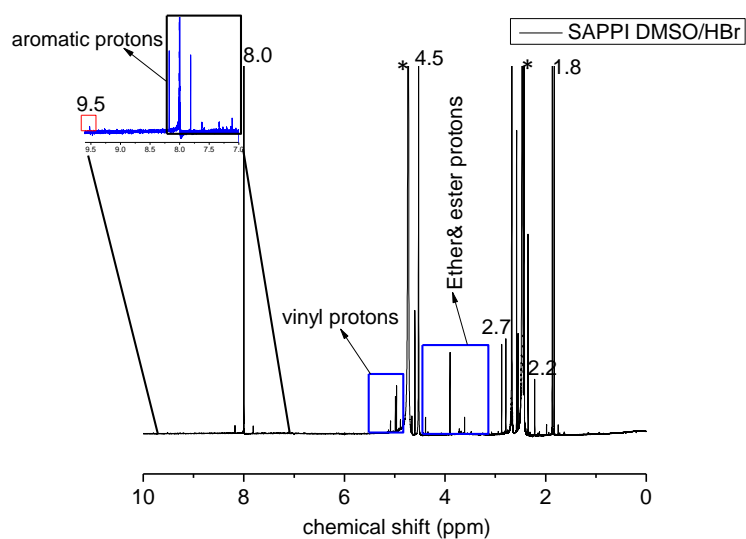 SAPPI DMSO/HBr
aromatic protons
9.5
9.5 9.0 8.5 8.0 7.5 7.0
8.0
*
4.5
*
1.8
Ether& ester protons
vinyl protons
2.7
2.2
10 8 6 4 2 0
chemical shift (ppm)